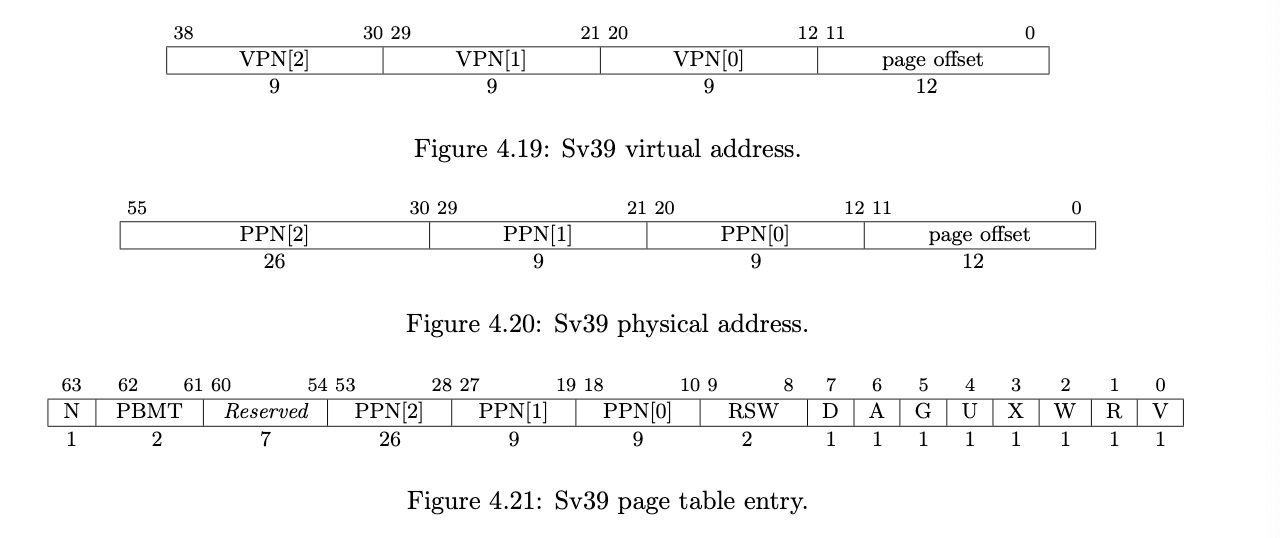 38 30 29 21 20 12 11 0
VPN[2] VPN[1] VPN[0] page offset
9 9 9 12
Figure 4.19: Sv39 virtual address.
55 30 29 21 20 12 11 0
PPN[2] PPN[1] PPN[0] page offset
26 9 9 12
Figure 4.20: Sv39 physical address.
63 62 61 60 54 53 28 27 19 18 10 9 8 7 6 5 4 3 2 1 0
N PBMT Reserved PPN[2] PPN[1] PPN[0] RSW D A G U X W R V
1 2 7 26 9 9 2 1 1 1 1 1 1 1 1
Figure 4.21: Sv39 page table entry.